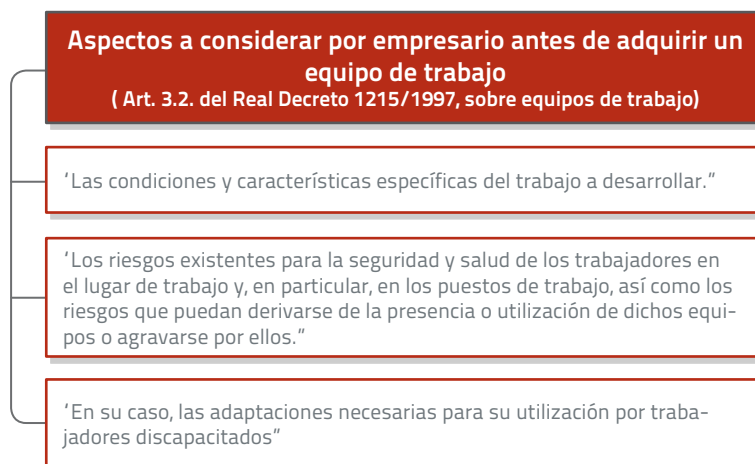 Aspectos a considerar por empresario antes de adquirir un
equipo de trabajo
( Art. 3.2. del Real Decreto 1215/1997, sobre equipos de trabajo)
‘Las condiciones y características específicas del trabajo a desarrollar.”
‘Los riesgos existentes para la seguridad y salud de los trabajadores en
el lugar de trabajo y, en particular, en los puestos de trabajo, así como los
riesgos que puedan derivarse de la presencia o utilización de dichos equi-
pos o agravarse por ellos.”
‘En su caso, las adaptaciones necesarias para su utilización por traba-
jadores discapacitados”